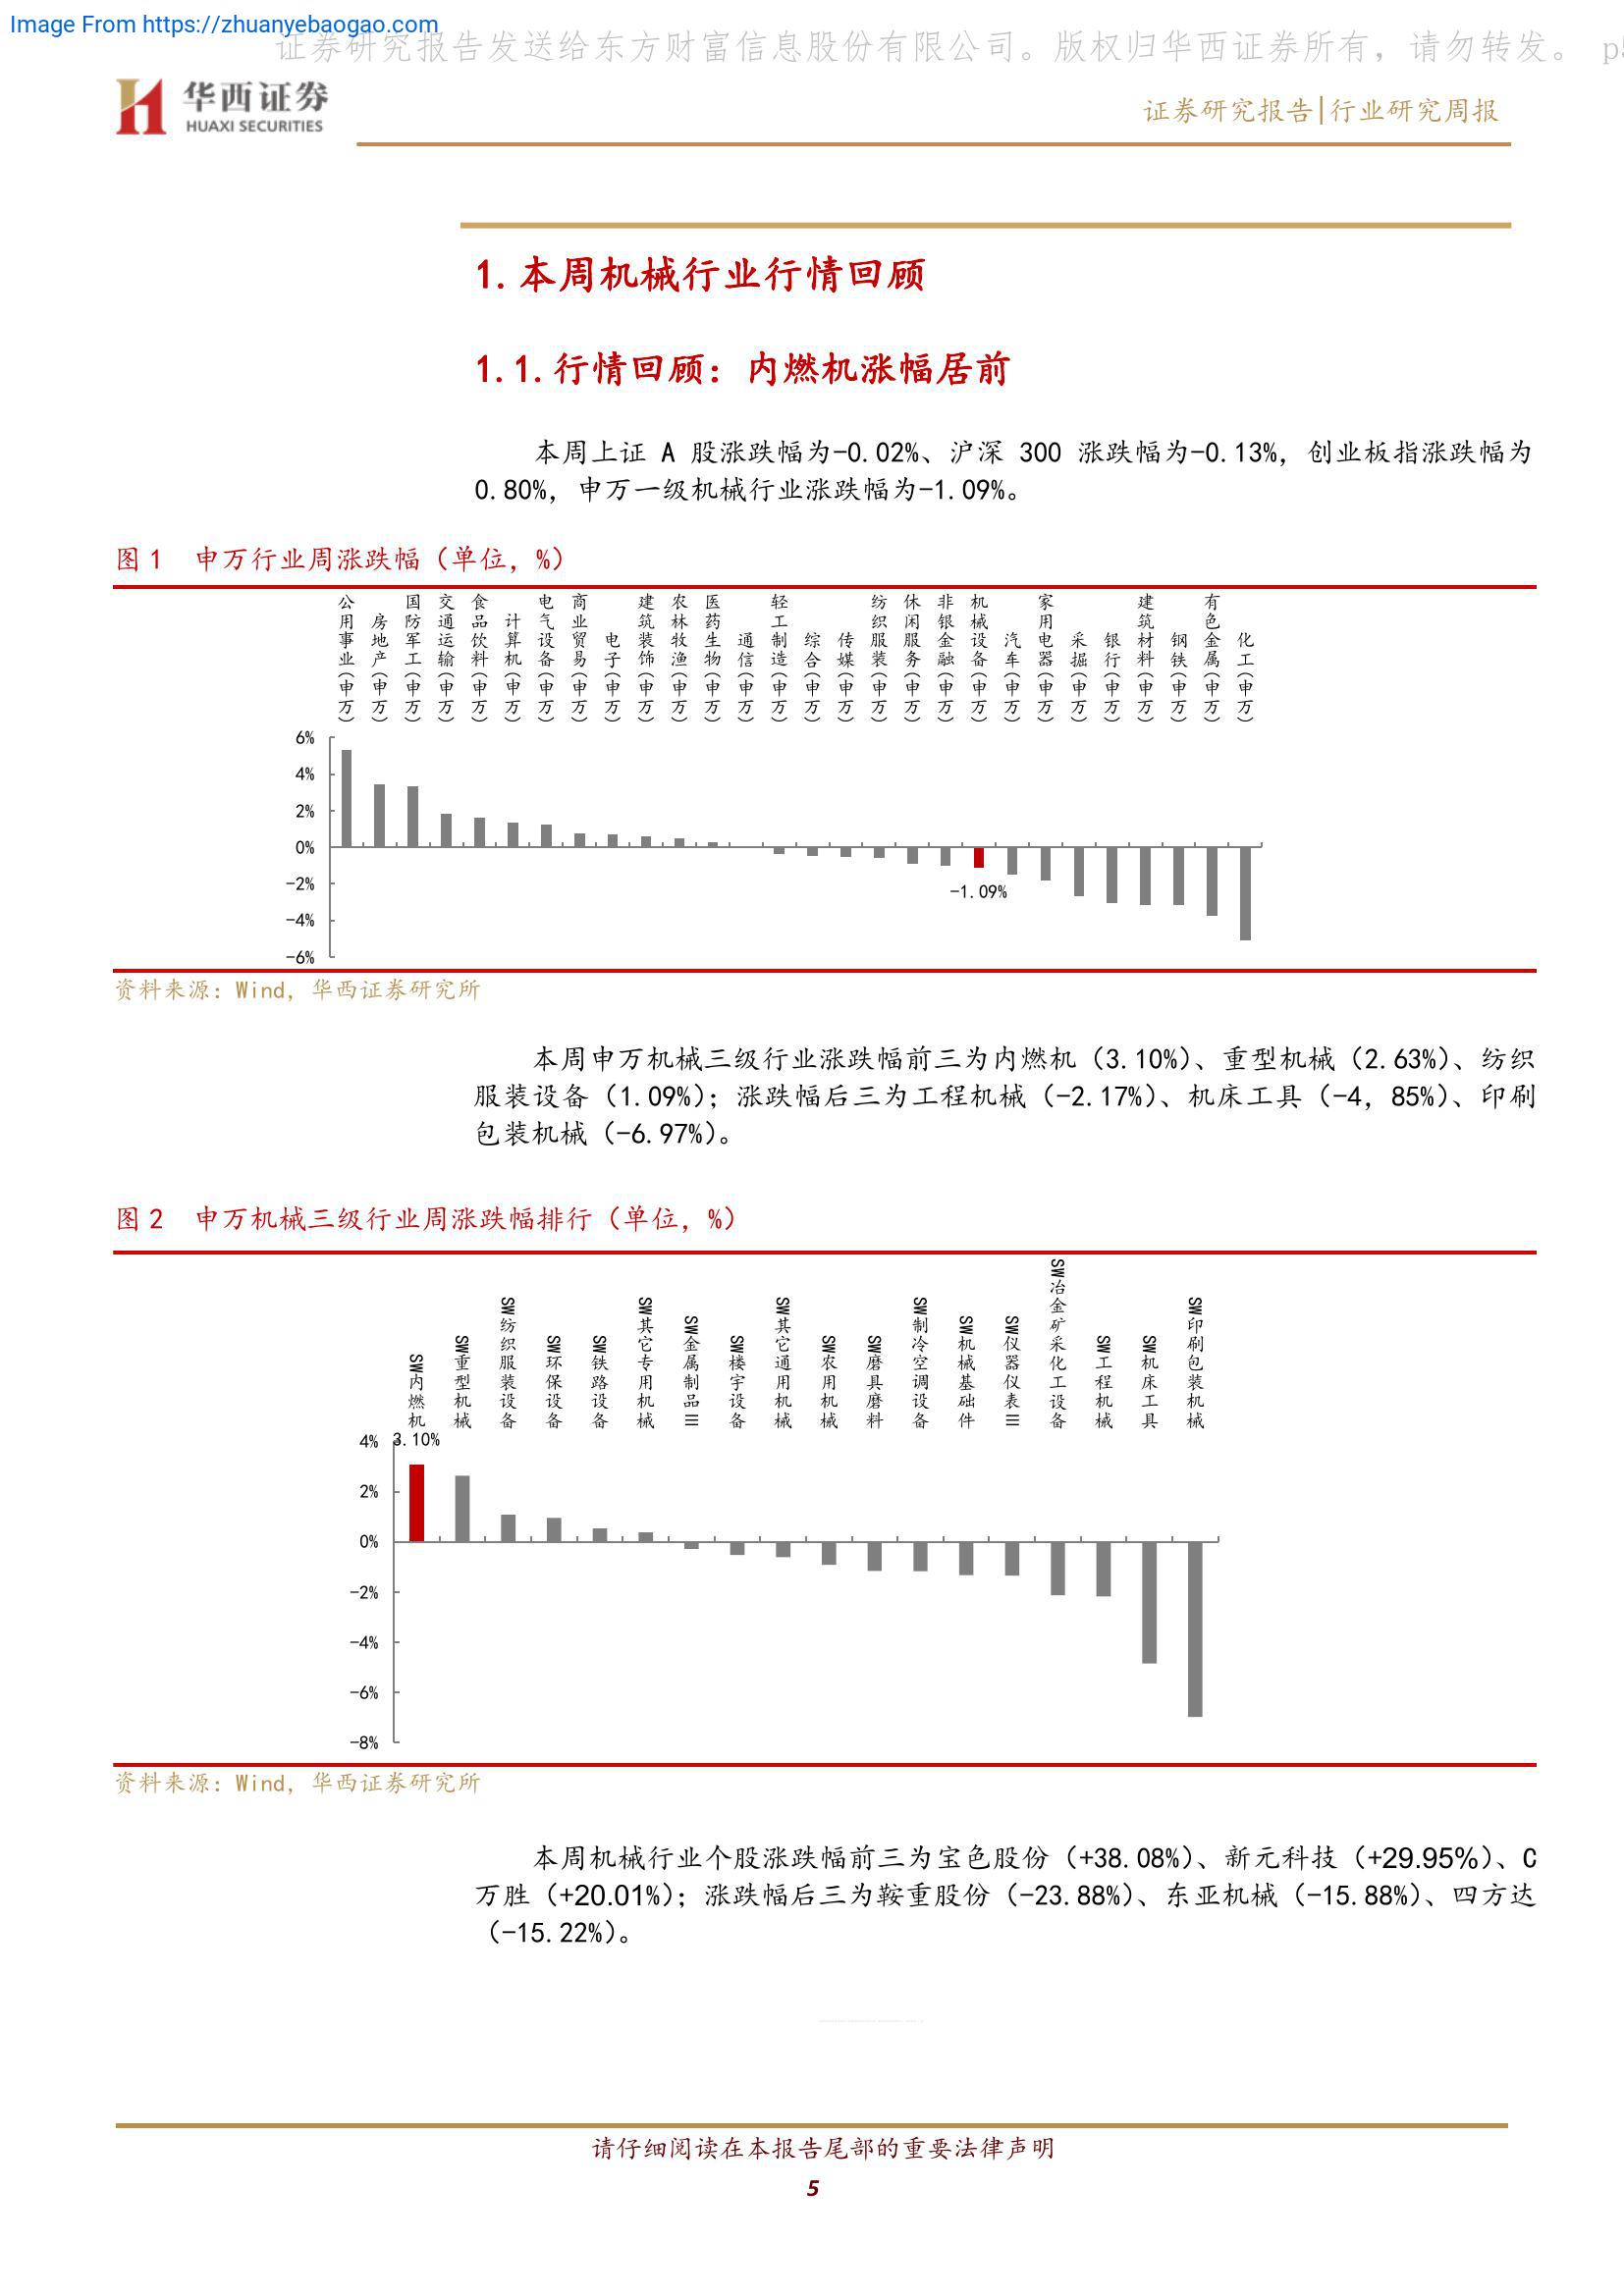 Image From https://zhuanyebaogao.com
证券研究报告发送给东方财富信息股份有限公司。版权归华西证券所有，请勿转发。 p
华西证券
HUAXI SECURITIES
证券研究报告|行业研究周报
1.本周机械行业行情回顾
1.1.行情回顾：内燃机涨幅居前
本周上证 A 股涨跌幅为-0.02%、沪深 300 涨跌幅为-0.13%，创业板指涨跌幅为
0.80%，申万一级机械行业涨跌幅为-1.09%。
图 1 申万行业周涨跌幅（单位，%）
公用事业(申万)
房地产(申万)
国防军工(申万)
交通运输(申万)
食品饮料(申万)
计算机(申万)
电气设备(申万)
商业贸易(申万)
电子(申万)
建筑装饰(申万)
农林牧渔(申万)
医药生物(申万)
通信(申万)
轻工制造(申万)
综合(申万)
传媒(申万)
纺织服装(申万)
休闲服务(申万)
非银金融(申万)
机械设备(申万)
汽车(申万)
家用电器(申万)
采掘(申万)
银行(申万)
建筑材料(申万)
钢铁(申万)
有色金属(申万)
化工(申万)
6%
4%
2%
0%
-2%
-4%
-6%
-1.09%
资料来源：Wind，华西证券研究所
本周申万机械三级行业涨跌幅前三为内燃机（3.10%）、重型机械（2.63%）、纺织
服装设备（1.09%）；涨跌幅后三为工程机械（-2.17%）、机床工具（-4，85%）、印刷
包装机械（-6.97%）。
图 2 申万机械三级行业周涨跌幅排行（单位，%）
SW内燃机
SW重型机械
SW纺织服装设备
SW环保设备
SW铁路设备
SW其它专用机械
SW金属制品Ⅲ
SW楼宇设备
SW其它通用机械
SW农用机械
SW磨具磨料
SW制冷空调设备
SW机械基础件
SW仪器仪表Ⅲ
SW冶金矿采化工设备
SW工程机械
SW机床工具
SW印刷包装机械
3.10%
4%
2%
0%
-2%
-4%
-6%
-8%
资料来源：Wind，华西证券研究所
本周机械行业个股涨跌幅前三为宝色股份（+38.08%）、新元科技（+29.95%）、C
万胜（+20.01%）；涨跌幅后三为鞍重股份（-23.88%）、东亚机械（-15.88%）、四方达
（-15.22%）。
请仔细阅读在本报告尾部的重要法律声明
5